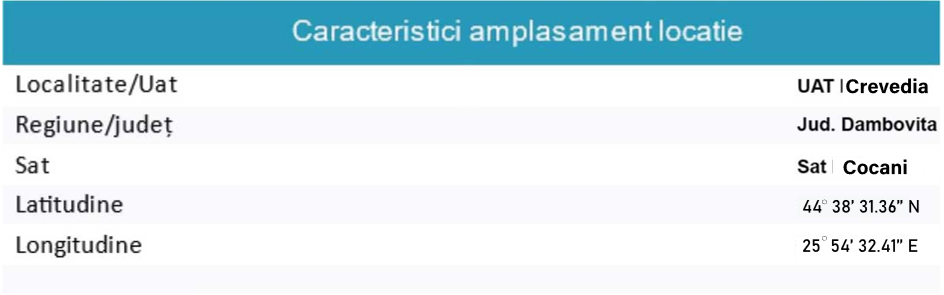 Caracteristici amplasament locatie
Localitate/Uat UAT Crevedia
Regiune/județ Jud. Dambovita
Sat Sat Cocani
Latitudine 44° 38' 31.36" N
Longitudine 25° 54' 32.41" E